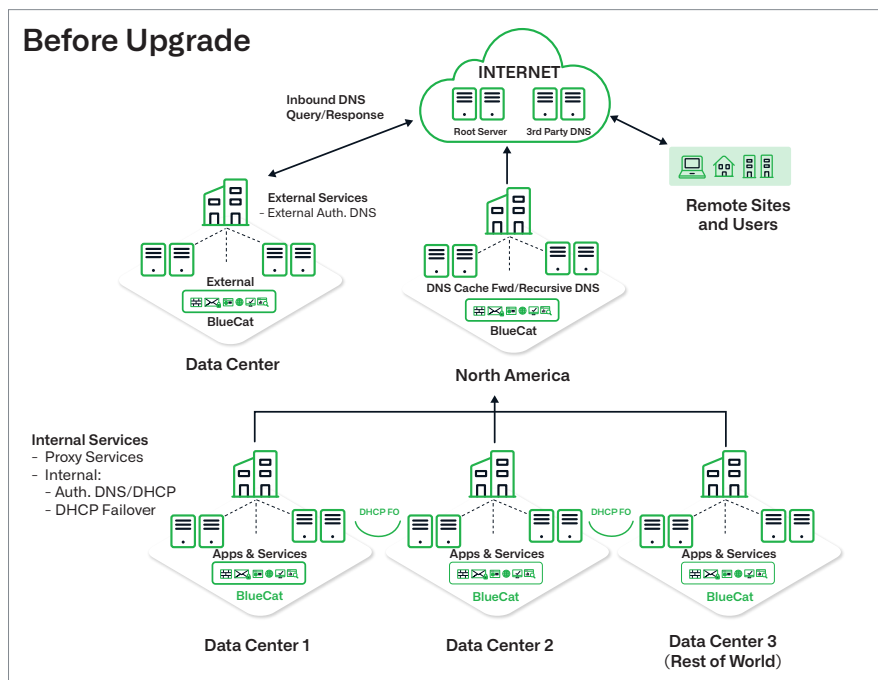 Before Upgrade
INTERNET
Root Server
3rd Party DNS
Inbound DNS
Query/Response
External Services
- External Auth. DNS
Remote Sites
and Users
External
BlueCat
Data Center
DNS Cache Fwd/Recursive DNS
BlueCat
North America
Internal Services
- Proxy Services
- Internal:
- Auth. DNS/DHCP
- DHCP Failover
DHCP FO
DHCP FO
Apps & Services
BlueCat
Data Center 1
Apps & Services
BlueCat
Data Center 2
Apps & Services
BlueCat
Data Center 3
(Rest of World)